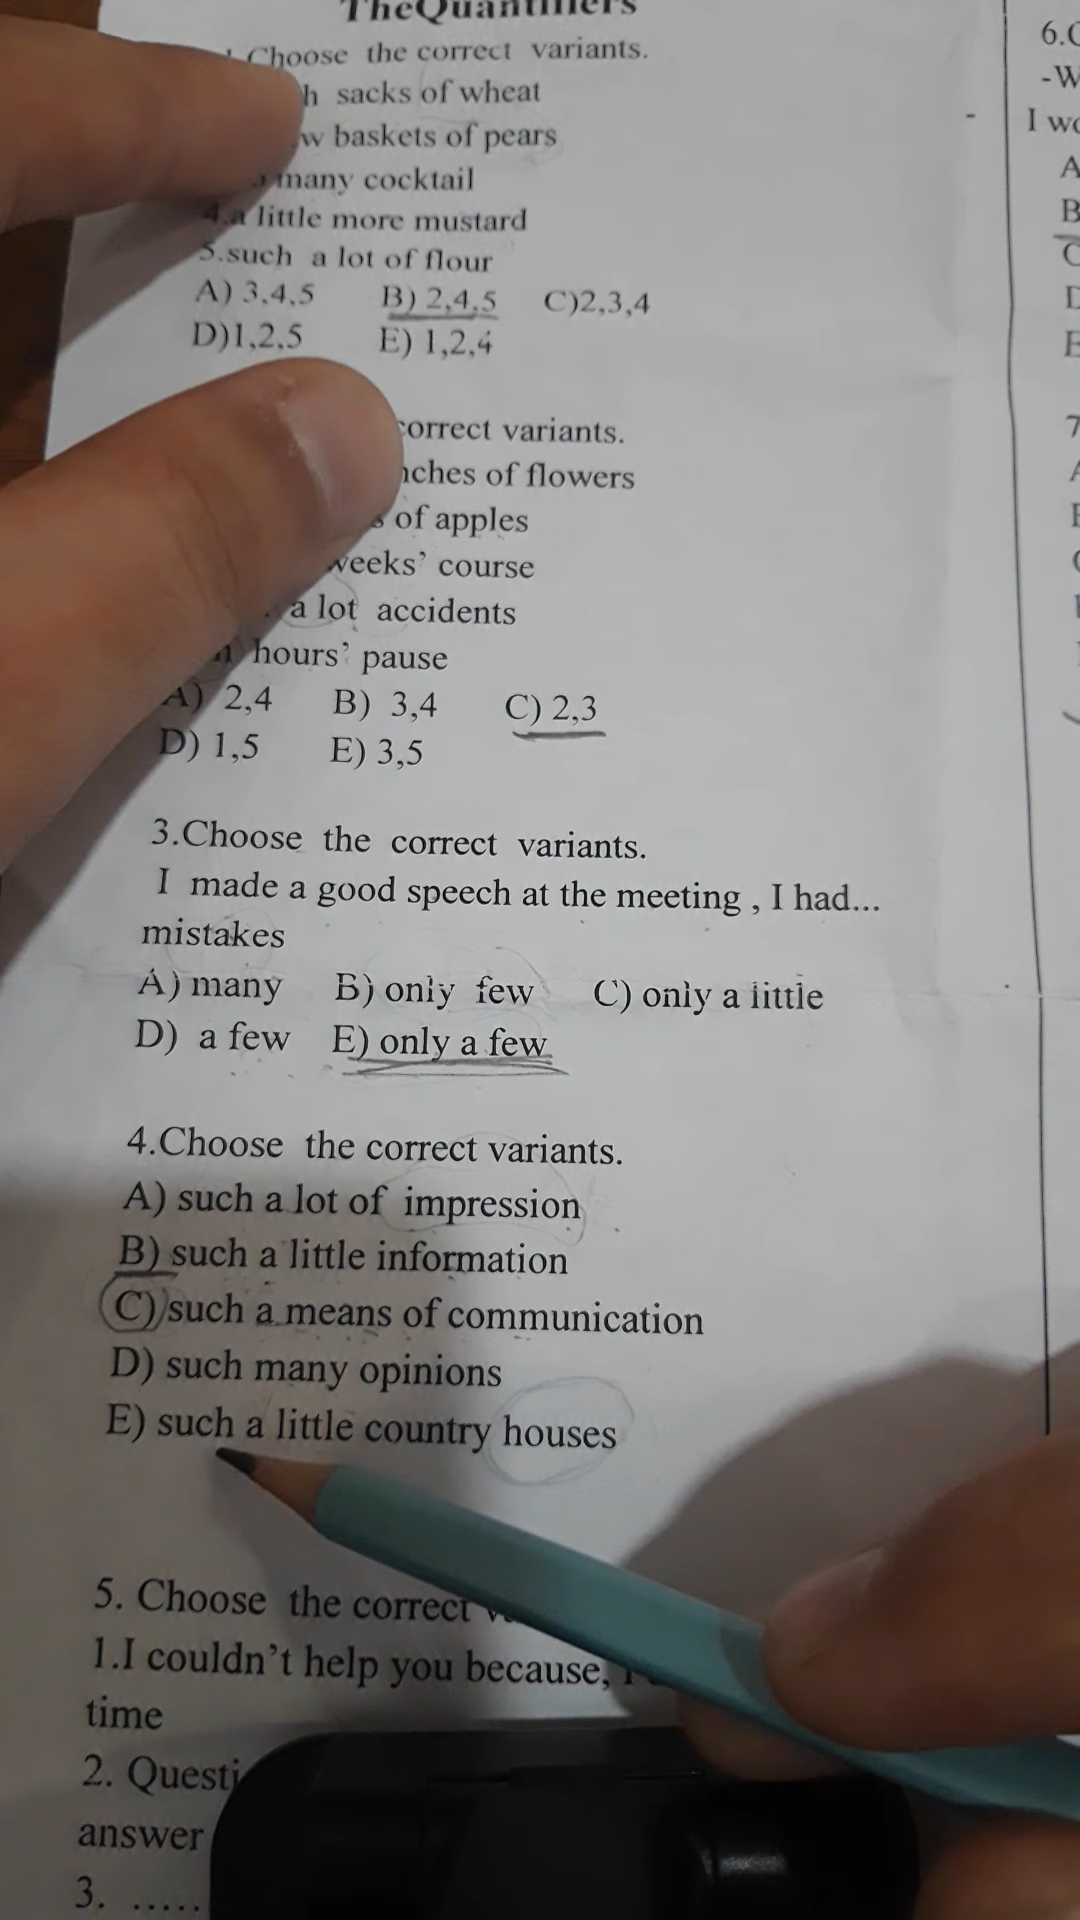 TheQuantifiers
Choose the correct variants.
sacks of wheat
baskets of pears
many cocktail
4.a little more mustard
5.such a lot of flour
A) 3,4,5 B) 2,4,5 C)2,3,4
D)1,2,5 E) 1,2,4
correct variants.
of flowers
of apples
weeks’ course
a lot accidents
hours’ pause
A) 2,4 B) 3,4 C) 2,3
D) 1,5 E) 3,5
3.Choose the correct variants.
I made a good speech at the meeting , I had...
mistakes
A) many B) only few C) only a little
D) a few E) only a few
4.Choose the correct variants.
A) such a lot of impression
B) such a little information
C) such a means of communication
D) such many opinions
E) such a little country houses
5. Choose the correct
1.I couldn’t help you because,
time
2.
answer
3. .....
6.
I
A
B
C
7